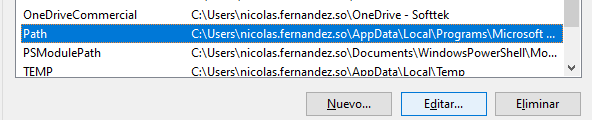 OneDriveCommercial C:\Users\nicolas.fernandez.so\OneDrive - Softtek
Path C:\Users\nicolas.fernandez.so\AppData\Local\Programs\Microsoft ...
PSModulePath C:\Users\nicolas.fernandez.so\Documents\WindowsPowerShell\Mo...
TEMP C:\Users\nicolas.fernandez.so\AppData\Local\Temp
Nuevo... Editar... Eliminar